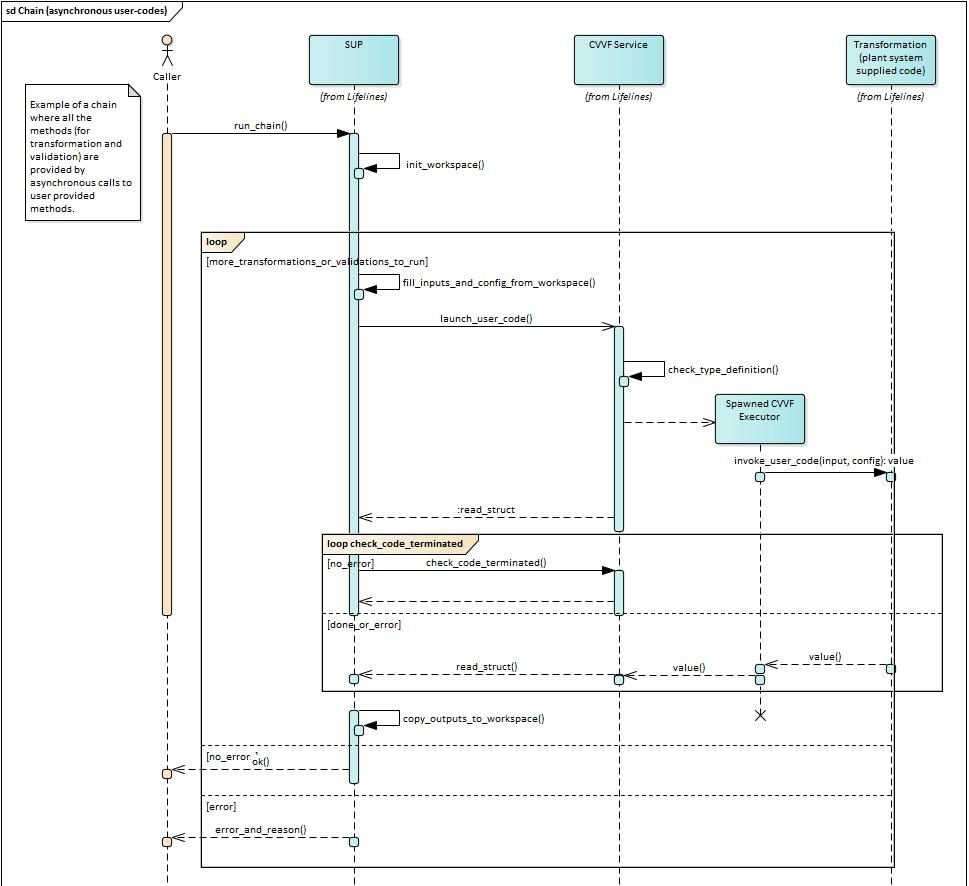 sd Chain (asynchronous user-codes)
SUP
CVVF Service
Transformation
(plant system
supplied code)
Caller
(from Lifelines)
(from Lifelines)
(from Lifelines)
Example of a chain
where all the
methods (for
transformation and
validation) are
provided by
asynchronous calls to
user provided
methods.
run_chain()
init_workspace()
loop
[more_transformations_or_validations_to_run]
fill_inputs_and_config_from_workspace()
launch_user_code()
check_type_definition()
Spawned CVVF
Executor
invoke_user_code(input, config): value
:read_struct
loop check_code_terminated
[no_error]
check_code_terminated()
[done_or_error]
value()
read_struct()
value()
copy_outputs_to_workspace()
[no_error]
ok()
[error]
error_and_reason()